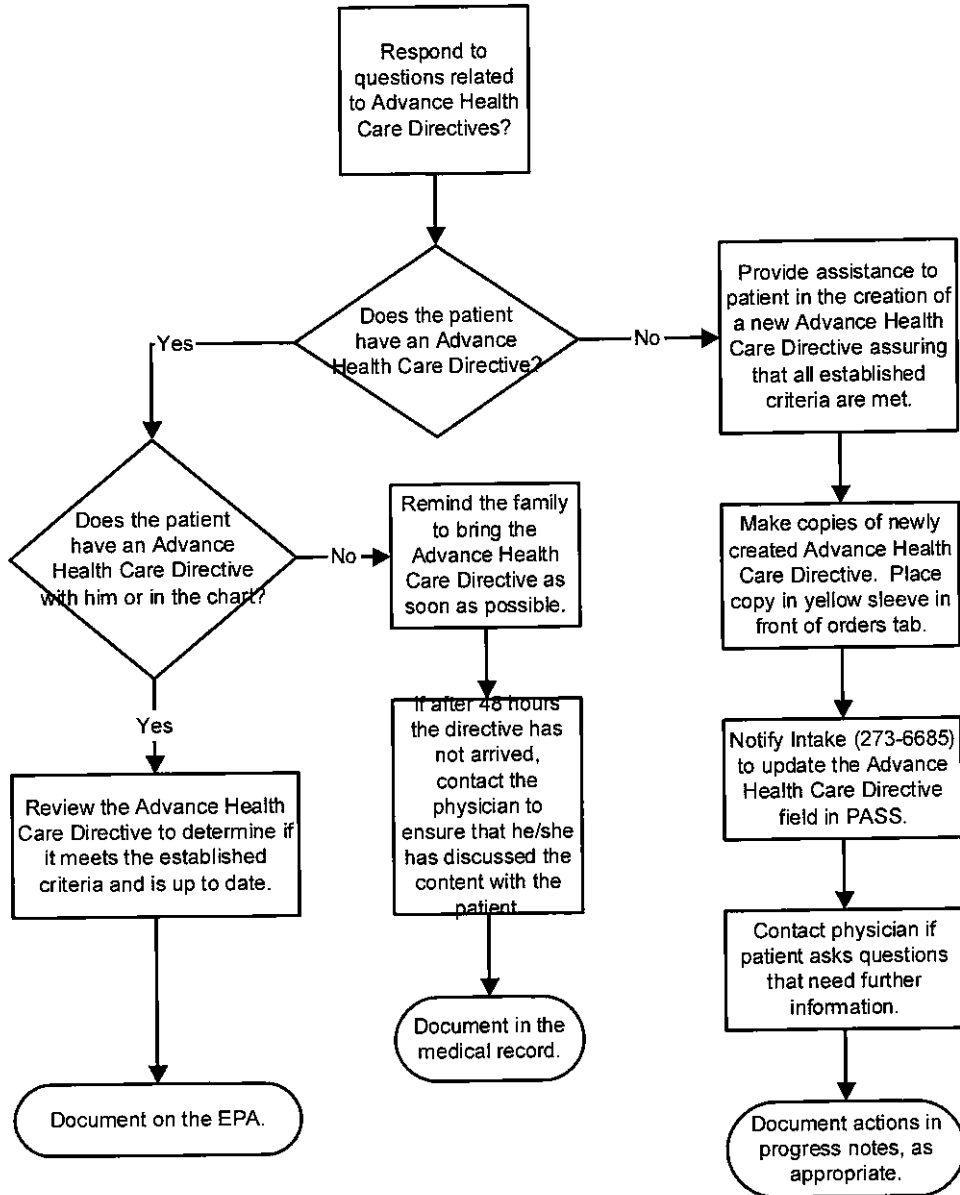 Respond to
questions related
to Advance Health
Care Directives?
Does the patient
have an Advance
Health Care Directive?
Yes
No
Provide assistance to
patient in the creation of
a new Advance Health
Care Directive assuring
that all established
criteria are met.
Does the patient
have an Advance
Health Care Directive
with him or in the chart?
No
Remind the family
to bring the
Advance Health
Care Directive as
soon as possible.
Make copies of newly
created Advance Health
Care Directive. Place
copy in yellow sleeve in
front of orders tab.
Yes
If after 48 hours
the directive has
not arrived,
contact the
physician to
ensure that he/she
has discussed the
content with the
patient
Notify Intake (273-6685)
to update the Advance
Health Care Directive
field in PASS.
Review the Advance Health
Care Directive to determine if
it meets the established
criteria and is up to date.
Contact physician if
patient asks questions
that need further
information.
Document in the
medical record.
Document on the EPA.
Document actions in
progress notes, as
appropriate.